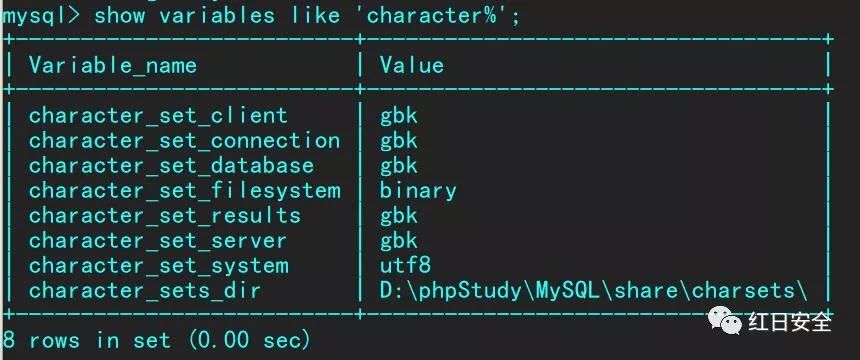 mysql> show variables like 'character%';
+--------------------------+---------------------------------+
| Variable_name | Value |
+--------------------------+---------------------------------+
| character_set_client | gbk |
| character_set_connection | gbk |
| character_set_database | gbk |
| character_set_filesystem | binary |
| character_set_results | gbk |
| character_set_server | gbk |
| character_set_system | utf8 |
| character_sets_dir | D:\phpStudy\MySQL\share\charsets\ |
+--------------------------+---------------------------------+
8 rows in set (0.00 sec)
红日安全